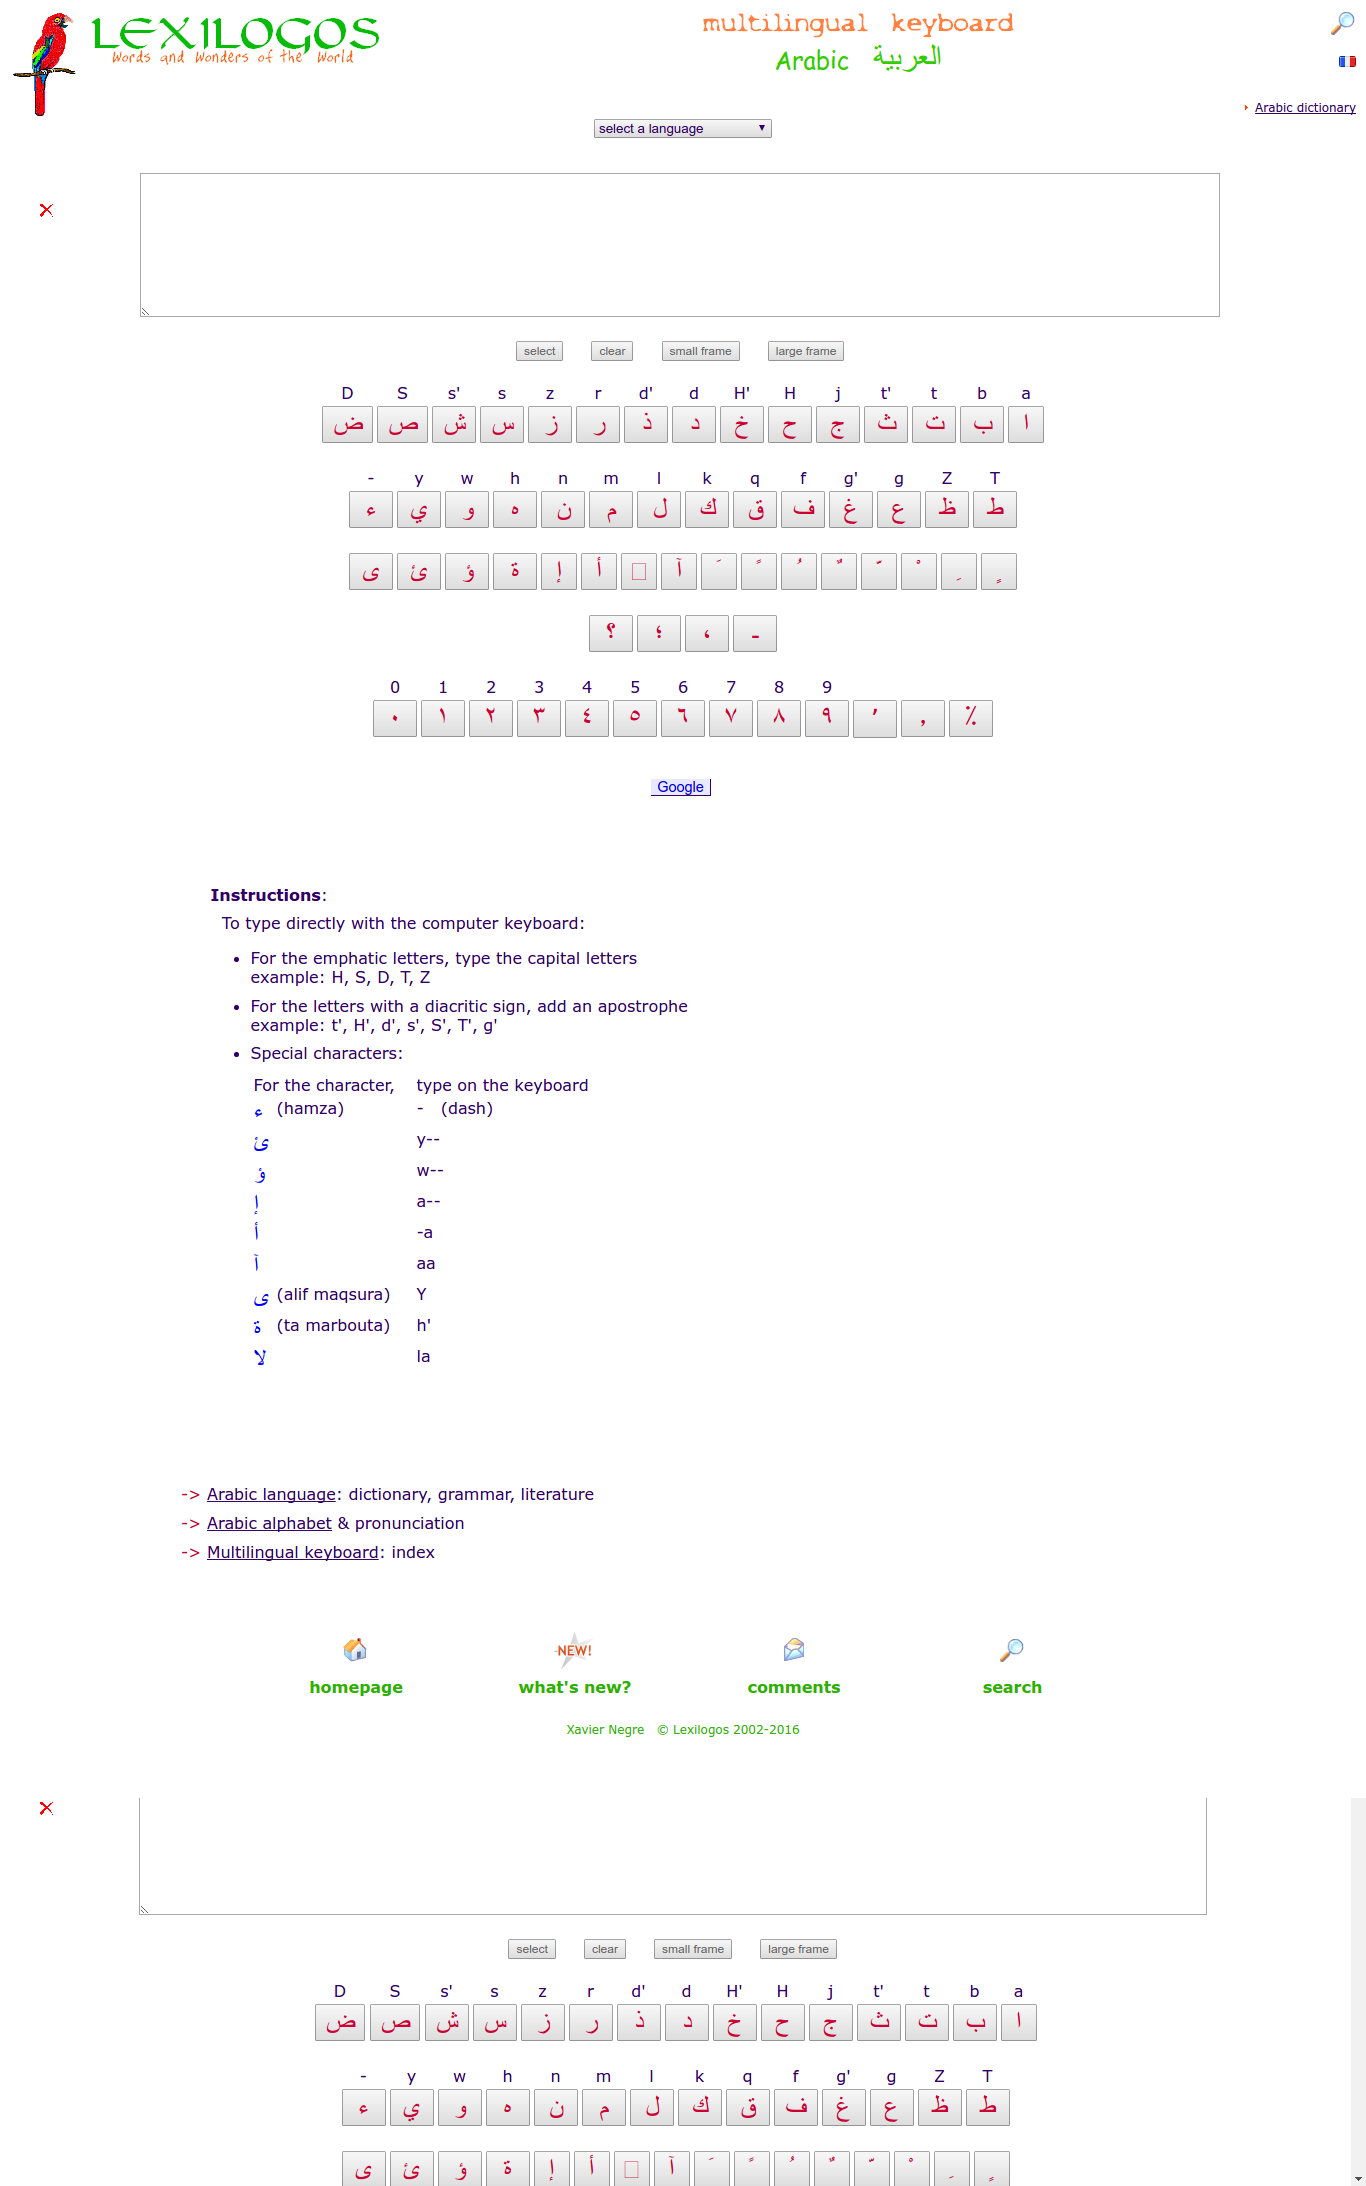 LEXILOGOS
Words and Wonders of the World
multilingual keyboard
Arabic العربية
Arabic dictionary
select a language
select clear small frame large frame
D S s' s z r d' d H' H j t' t b a
ض ص ش س ز ر ذ د خ ح ج ث ت ب ا
- y w h n m l k q f g' g Z T
ء ي و ه ن م ل ك ق ف غ ع ظ ط
ى ئ ؤ ة إ أ آ َ ً ُ ٌ ّ ْ ِ ٍ
؟ ؛ ، ـ
0 1 2 3 4 5 6 7 8 9
٠ ١ ٢ ٣ ٤ ٥ ٦ ٧ ٨ ٩ ٬ ٫ ٪
Google
Instructions:
To type directly with the computer keyboard:
• For the emphatic letters, type the capital letters
example: H, S, D, T, Z
• For the letters with a diacritic sign, add an apostrophe
example: t', H', d', s', S', T', g'
• Special characters:
For the character, type on the keyboard
ء (hamza) - (dash)
ئ y--
ؤ w--
إ a--
أ -a
آ aa
ى (alif maqsura) Y
ة (ta marbouta) h'
لا la
-> Arabic language: dictionary, grammar, literature
-> Arabic alphabet & pronunciation
-> Multilingual keyboard: index
NEW!
homepage what's new? comments search
Xavier Negre © Lexilogos 2002-2016
select clear small frame large frame
D S s' s z r d' d H' H j t' t b a
ض ص ش س ز ر ذ د خ ح ج ث ت ب ا
- y w h n m l k q f g' g Z T
ء ي و ه ن م ل ك ق ف غ ع ظ ط
ى ئ ؤ ة إ أ آ َ ً ُ ٌ ّ ْ ِ ٍ